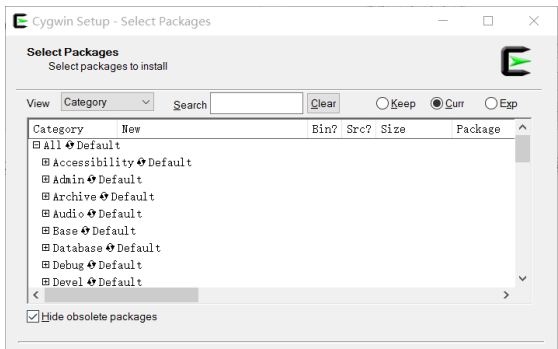 Cygwin Setup - Select Packages
Select Packages
Select packages to install
View Category Search Clear Keep Curr Exp
Category New Bin? Src? Size Package
All Default
Accessibility Default
Admin Default
Archive Default
Audio Default
Base Default
Database Default
Debug Default
Devel Default
Hide obsolete packages